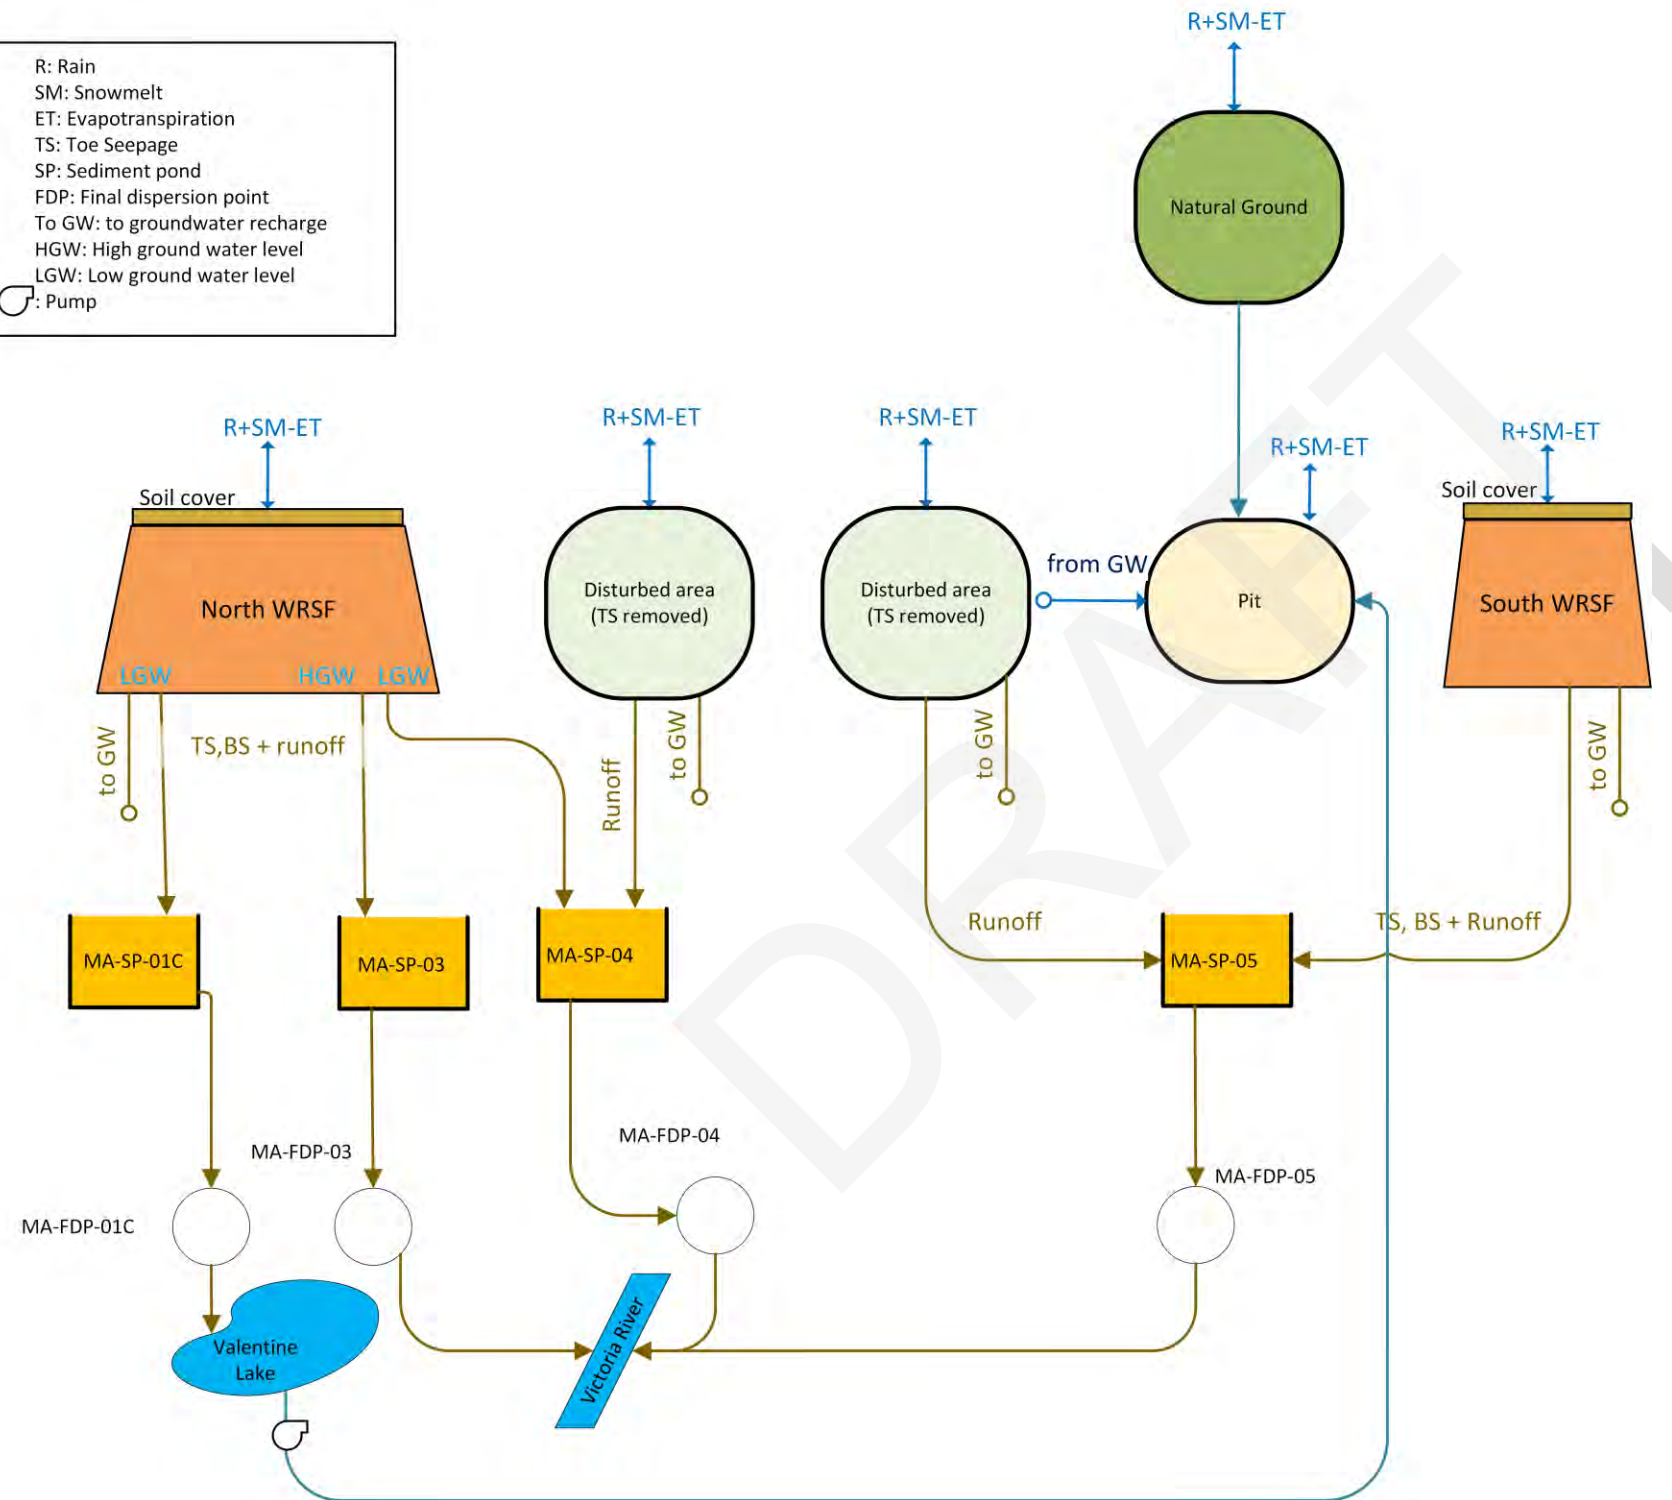 R+SM-ET
R: Rain
SM: Snowmelt
ET: Evapotranspiration
TS: Toe Seepage
SP: Sediment pond
FDP: Final dispersion point
To GW: to groundwater recharge
HGW: High ground water level
LGW: Low ground water level
: Pump
Natural Ground
R+SM-ET
R+SM-ET
R+SM-ET
R+SM-ET
R+SM-ET
Soil cover
Soil cover
from GW
Disturbed area
(TS removed)
Disturbed area
(TS removed)
Pit
North WRSF
South WRSF
LGW
HGW
LGW
to GW
TS,BS + runoff
Runoff
to GW
to GW
to GW
Runoff
TS, BS + Runoff
MA-SP-01C
MA-SP-03
MA-SP-04
MA-SP-05
MA-FDP-03
MA-FDP-04
MA-FDP-05
MA-FDP-01C
Valentine
Lake
Victoria River
DRAFT